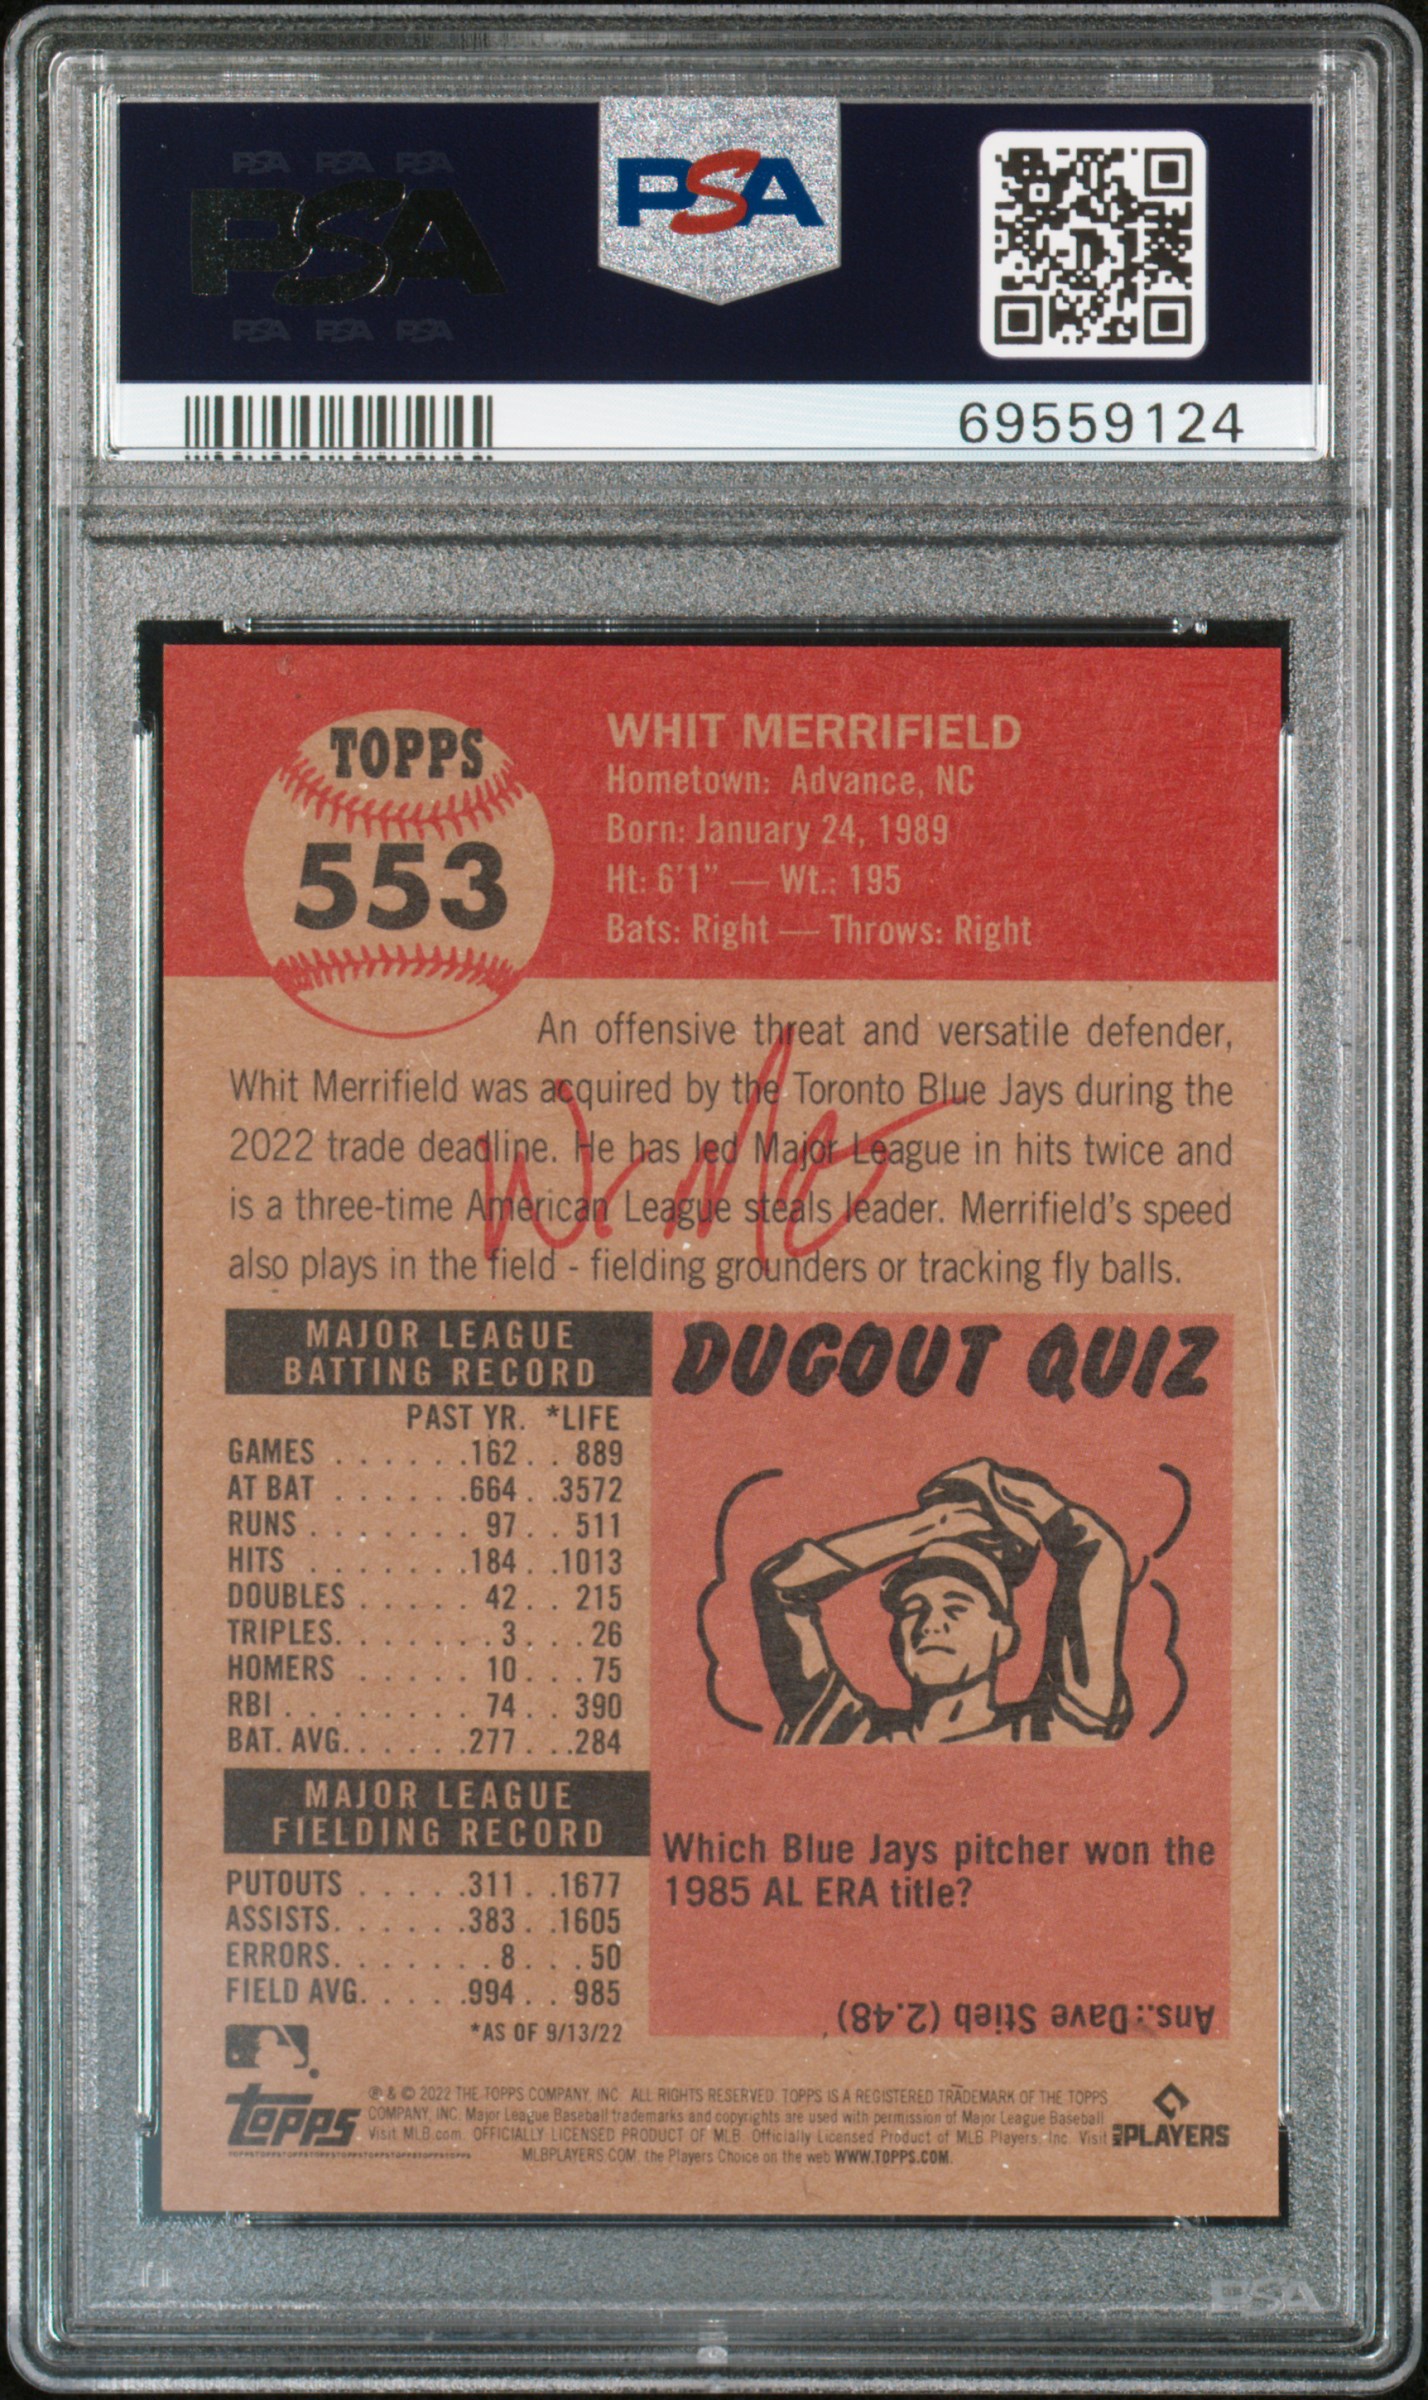 PSA PSA PSA
PSA
PSA PSA PSA
PSA
69559124
TOPPS
553
WHIT MERRIFIELD
Hometown: Advance, NC
Born: January 24, 1989
Ht: 6'1" — Wt.: 195
Bats: Right — Throws: Right
An offensive threat and versatile defender,
Whit Merrifield was acquired by the Toronto Blue Jays during the
2022 trade deadline. He has led Major League in hits twice and
is a three-time American League steals leader. Merrifield's speed
also plays in the field - fielding grounders or tracking fly balls.
MAJOR LEAGUE
BATTING RECORD
PAST YR. *LIFE
GAMES . . . . . . .162 . . 889
AT BAT . . . . . . .664 . .3572
RUNS . . . . . . . . 97 . . 511
HITS . . . . . . . .184 . .1013
DOUBLES . . . . . 42 . . 215
TRIPLES. . . . . . . . 3 . . . 26
HOMERS . . . . . 10 . . . 75
RBI . . . . . . . . . 74 . . 390
BAT. AVG. . . . . .277 . . .284
MAJOR LEAGUE
FIELDING RECORD
PUTOUTS . . . . .311 . .1677
ASSISTS. . . . . .383 . .1605
ERRORS. . . . . . . 8 . . . 50
FIELD AVG. . . . .994 . . 985
*AS OF 9/13/22
DUGOUT QUIZ
Which Blue Jays pitcher won the
1985 AL ERA title?
Ans.: Dave Stieb (2.48)
topps
® & © 2022 THE TOPPS COMPANY, INC. ALL RIGHTS RESERVED. TOPPS IS A REGISTERED TRADEMARK OF THE TOPPS
COMPANY, INC. Major League Baseball trademarks and copyrights are used with permission of Major League Baseball.
Visit MLB.com. OFFICIALLY LICENSED PRODUCT OF MLB Officially Licensed Product of MLB Players, Inc. Visit
MLBPLAYERS.COM, the Players Choice on the web WWW.TOPPS.COM.
MLB PLAYERS
PSA